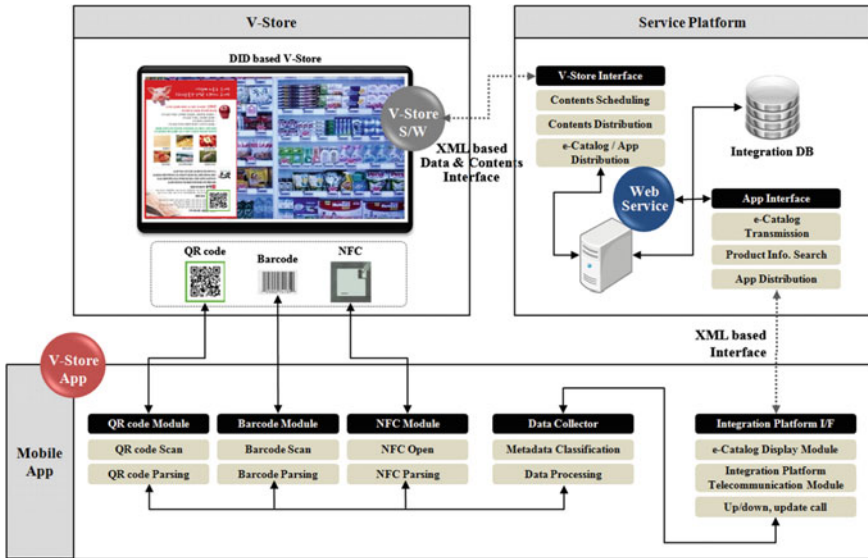 V-Store
DID based V-Store
V-Store
S/W
QR code
Barcode
NFC
XML based
Data & Contents
Interface
Service Platform
V-Store Interface
Contents Scheduling
Contents Distribution
e-Catalog / App
Distribution
Integration DB
Web
Service
App Interface
e-Catalog
Transmission
Product Info. Search
App Distribution
XML based
Interface
V-Store
App
Mobile
App
QR code Module
QR code Scan
QR code Parsing
Barcode Module
Barcode Scan
Barcode Parsing
NFC Module
NFC Open
NFC Parsing
Data Collector
Metadata Classification
Data Processing
Integration Platform I/F
e-Catalog Display Module
Integration Platform
Telecommunication Module
Up/down, update call